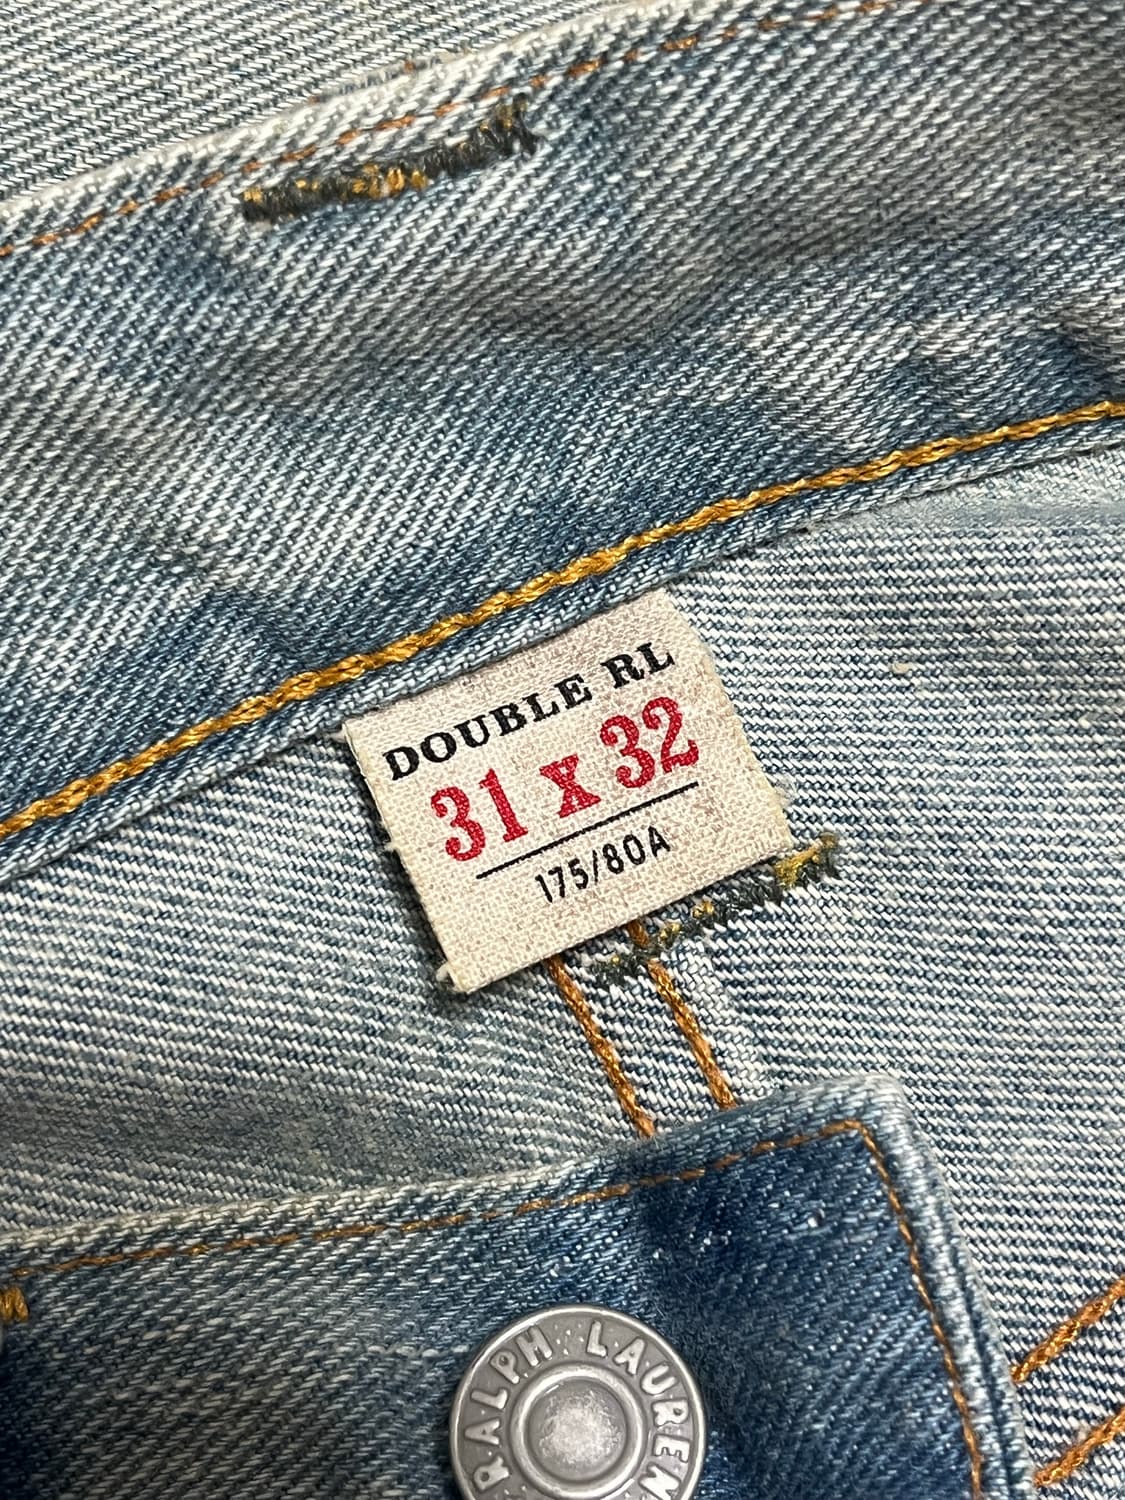 DOUBLE RL
31 x 32
175/80A
RALPH LAUREN